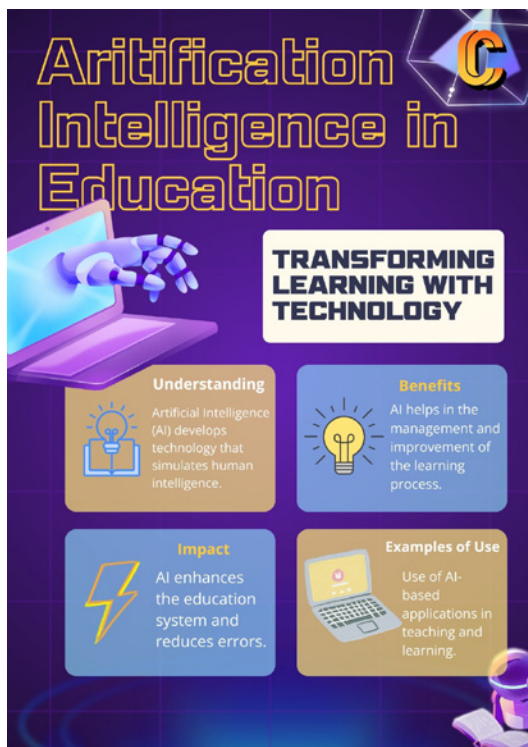 Aritification
Intelligence in
Education
C
TRANSFORMING
LEARNING WITH
TECHNOLOGY
Understanding
Artificial Intelligence
(AI) develops
technology that
simulates human
intelligence.
Benefits
AI helps in the
management and
improvement of
the learning
process.
Impact
AI enhances
the education
system and
reduces errors.
Examples of Use
Use of AI-
based
applications in
teaching and
learning.